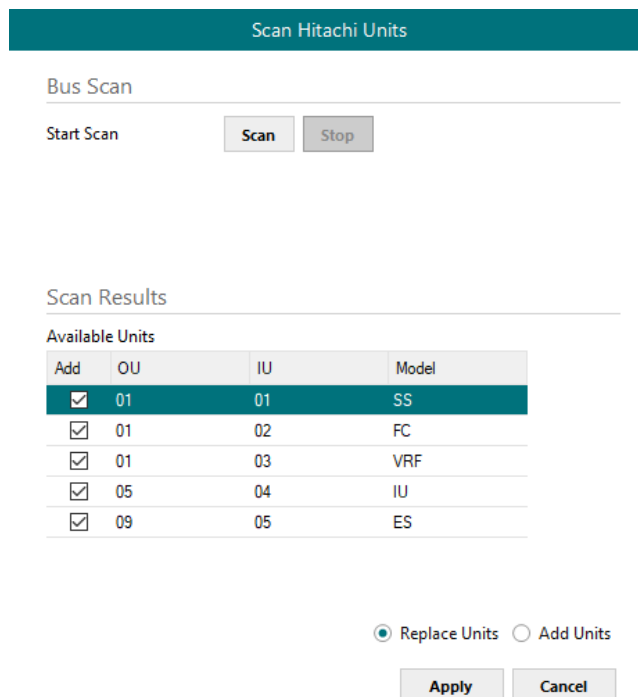 Scan Hitachi Units
Bus Scan
Start Scan Scan Stop
Scan Results
Available Units
Add OU IU Model
01 01 SS
01 02 FC
01 03 VRF
05 04 IU
09 05 ES
Replace Units Add Units
Apply Cancel